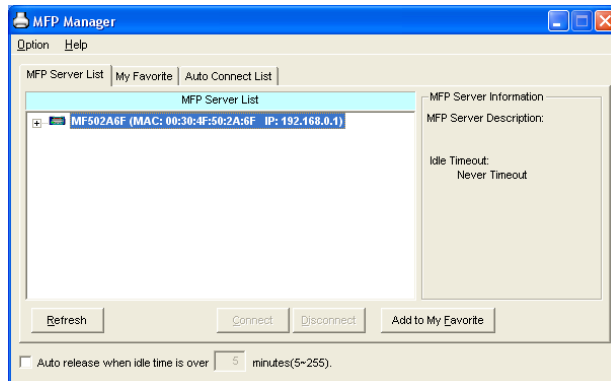 MFP Manager
Option Help
MFP Server List My Favorite Auto Connect List
MFP Server List
MF502A6F (MAC: 00:30:4F:50:2A:6F IP: 192.168.0.1)
MFP Server Information
MFP Server Description:
Idle Timeout:
Never Timeout
Refresh Connect Disconnect Add to My Favorite
Auto release when idle time is over 5 minutes(5~255).